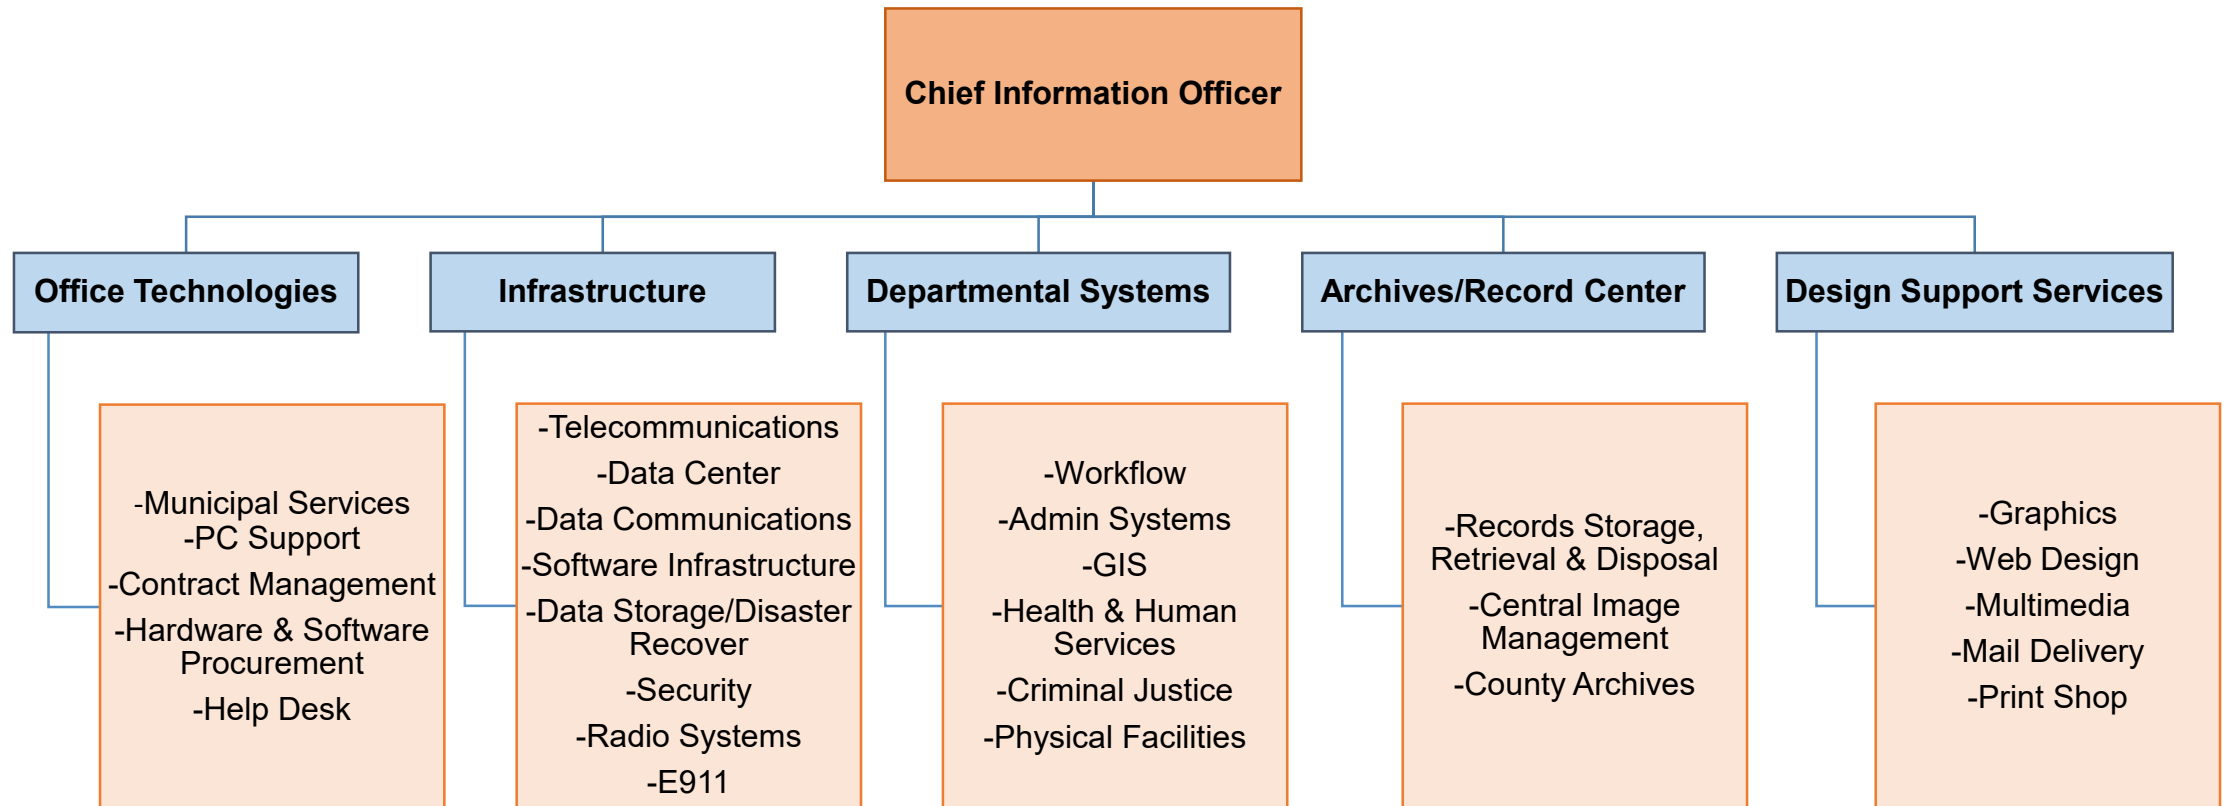 Chief Information Officer
Office Technologies
Infrastructure
Departmental Systems
Archives/Record Center
Design Support Services
-Municipal Services
-PC Support
-Contract Management
-Hardware & Software
Procurement
-Help Desk
-Telecommunications
-Data Center
-Data Communications
-Software Infrastructure
-Data Storage/Disaster
Recover
-Security
-Radio Systems
-E911
-Workflow
-Admin Systems
-GIS
-Health & Human
Services
-Criminal Justice
-Physical Facilities
-Records Storage,
Retrieval & Disposal
-Central Image
Management
-County Archives
-Graphics
-Web Design
-Multimedia
-Mail Delivery
-Print Shop